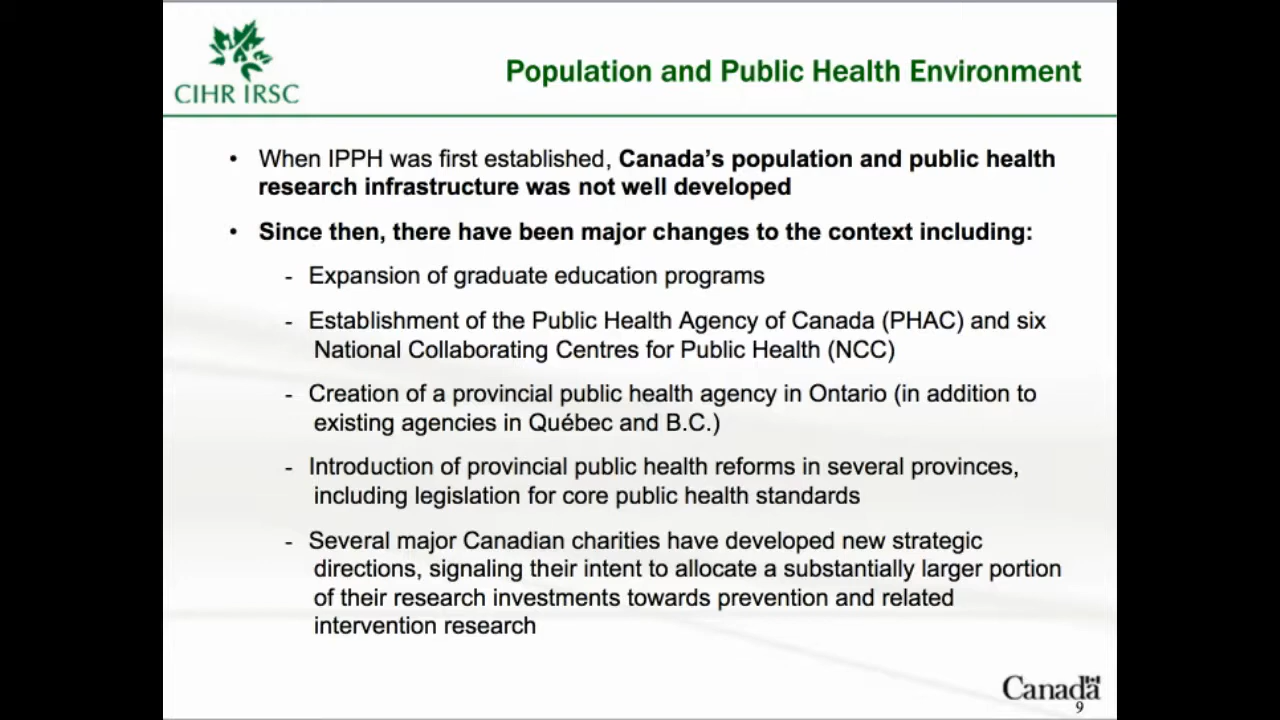 CIHR IRSC
Population and Public Health Environment
• When IPPH was first established, Canada's population and public health
research infrastructure was not well developed
• Since then, there have been major changes to the context including:
- Expansion of graduate education programs
- Establishment of the Public Health Agency of Canada (PHAC) and six
National Collaborating Centres for Public Health (NCC)
- Creation of a provincial public health agency in Ontario (in addition to
existing agencies in Québec and B.C.)
- Introduction of provincial public health reforms in several provinces,
including legislation for core public health standards
- Several major Canadian charities have developed new strategic
directions, signaling their intent to allocate a substantially larger portion
of their research investments towards prevention and related
intervention research
Canada
9